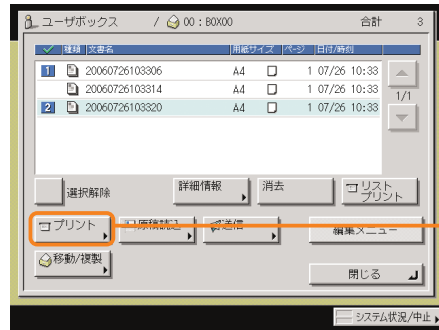 ユーザボックス / 00 : BOX00 合計 3
種類 文書名 用紙サイズ ページ 日付/時刻
1 20060726103306 A4 1 07/26 10:33
20060726103314 A4 1 07/26 10:33
2 20060726103320 A4 1 07/26 10:33
1/1
選択解除 詳細情報 消去 リスト
プリント
プリント 原稿読込 送信 編集メニュー
移動/複製
閉じる
システム状況/中止